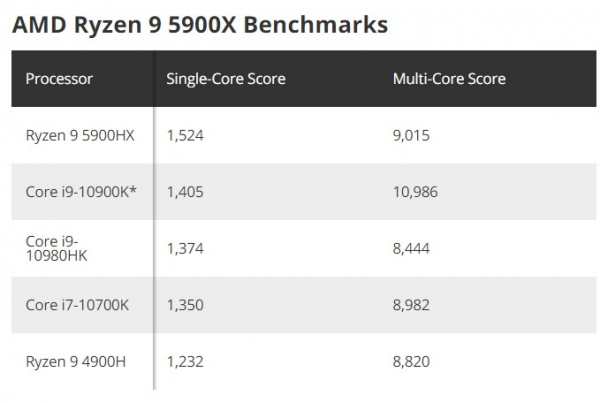 AMD Ryzen 9 5900X Benchmarks
Processor Single-Core Score Multi-Core Score
Ryzen 9 5900HX 1,524 9,015
Core i9-10900K* 1,405 10,986
Core i9-
10980HK 1,374 8,444
Core i7-10700K 1,350 8,982
Ryzen 9 4900H 1,232 8,820